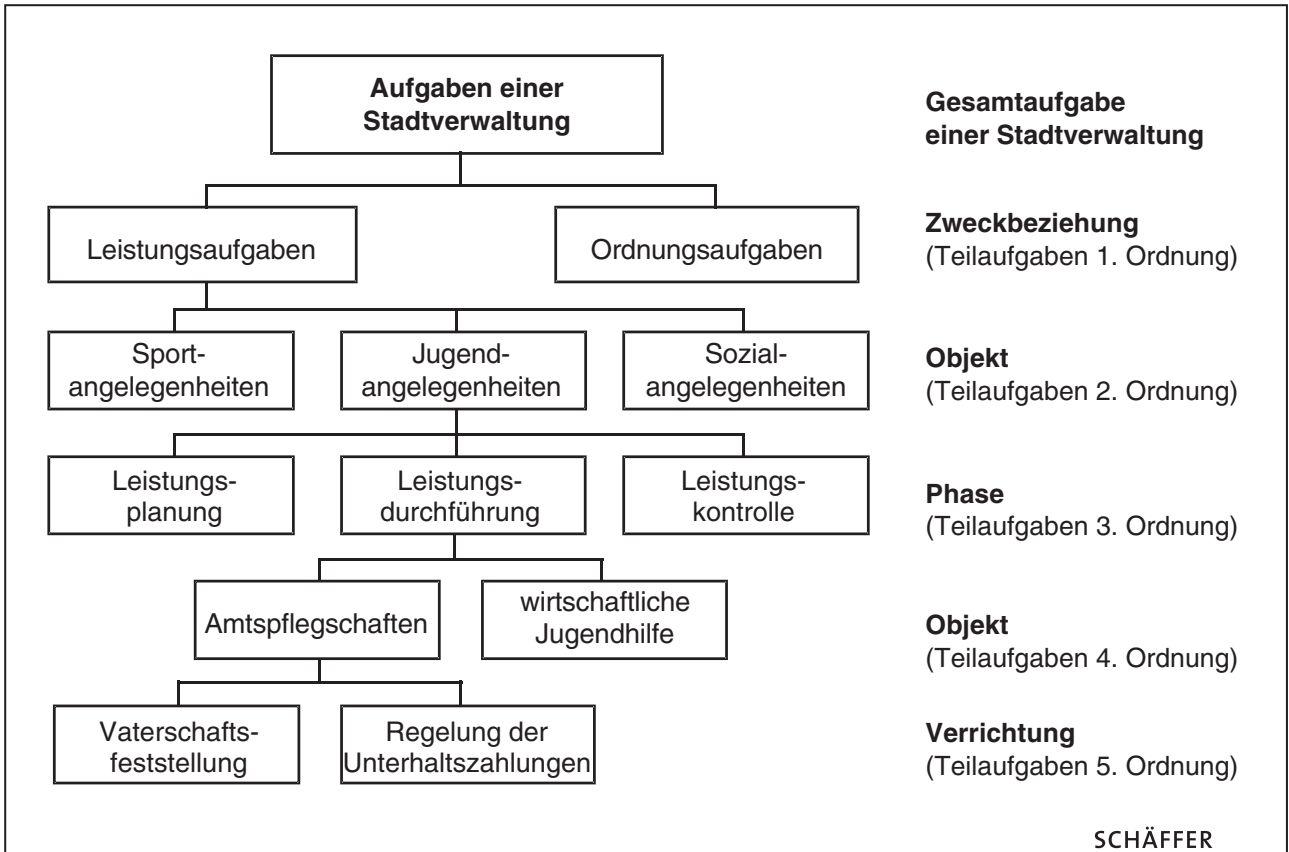 Aufgaben einer
Stadtverwaltung
Gesamtaufgabe
einer Stadtverwaltung
Leistungsaufgaben
Ordnungsaufgaben
Zweckbeziehung
(Teilaufgaben 1. Ordnung)
Sport-
angelegenheiten
Jugend-
angelegenheiten
Sozial-
angelegenheiten
Objekt
(Teilaufgaben 2. Ordnung)
Leistungs-
planung
Leistungs-
durchführung
Leistungs-
kontrolle
Phase
(Teilaufgaben 3. Ordnung)
Amtspflegschaften
wirtschaftliche
Jugendhilfe
Objekt
(Teilaufgaben 4. Ordnung)
Vaterschafts-
feststellung
Regelung der
Unterhaltszahlungen
Verrichtung
(Teilaufgaben 5. Ordnung)
SCHÄFFER